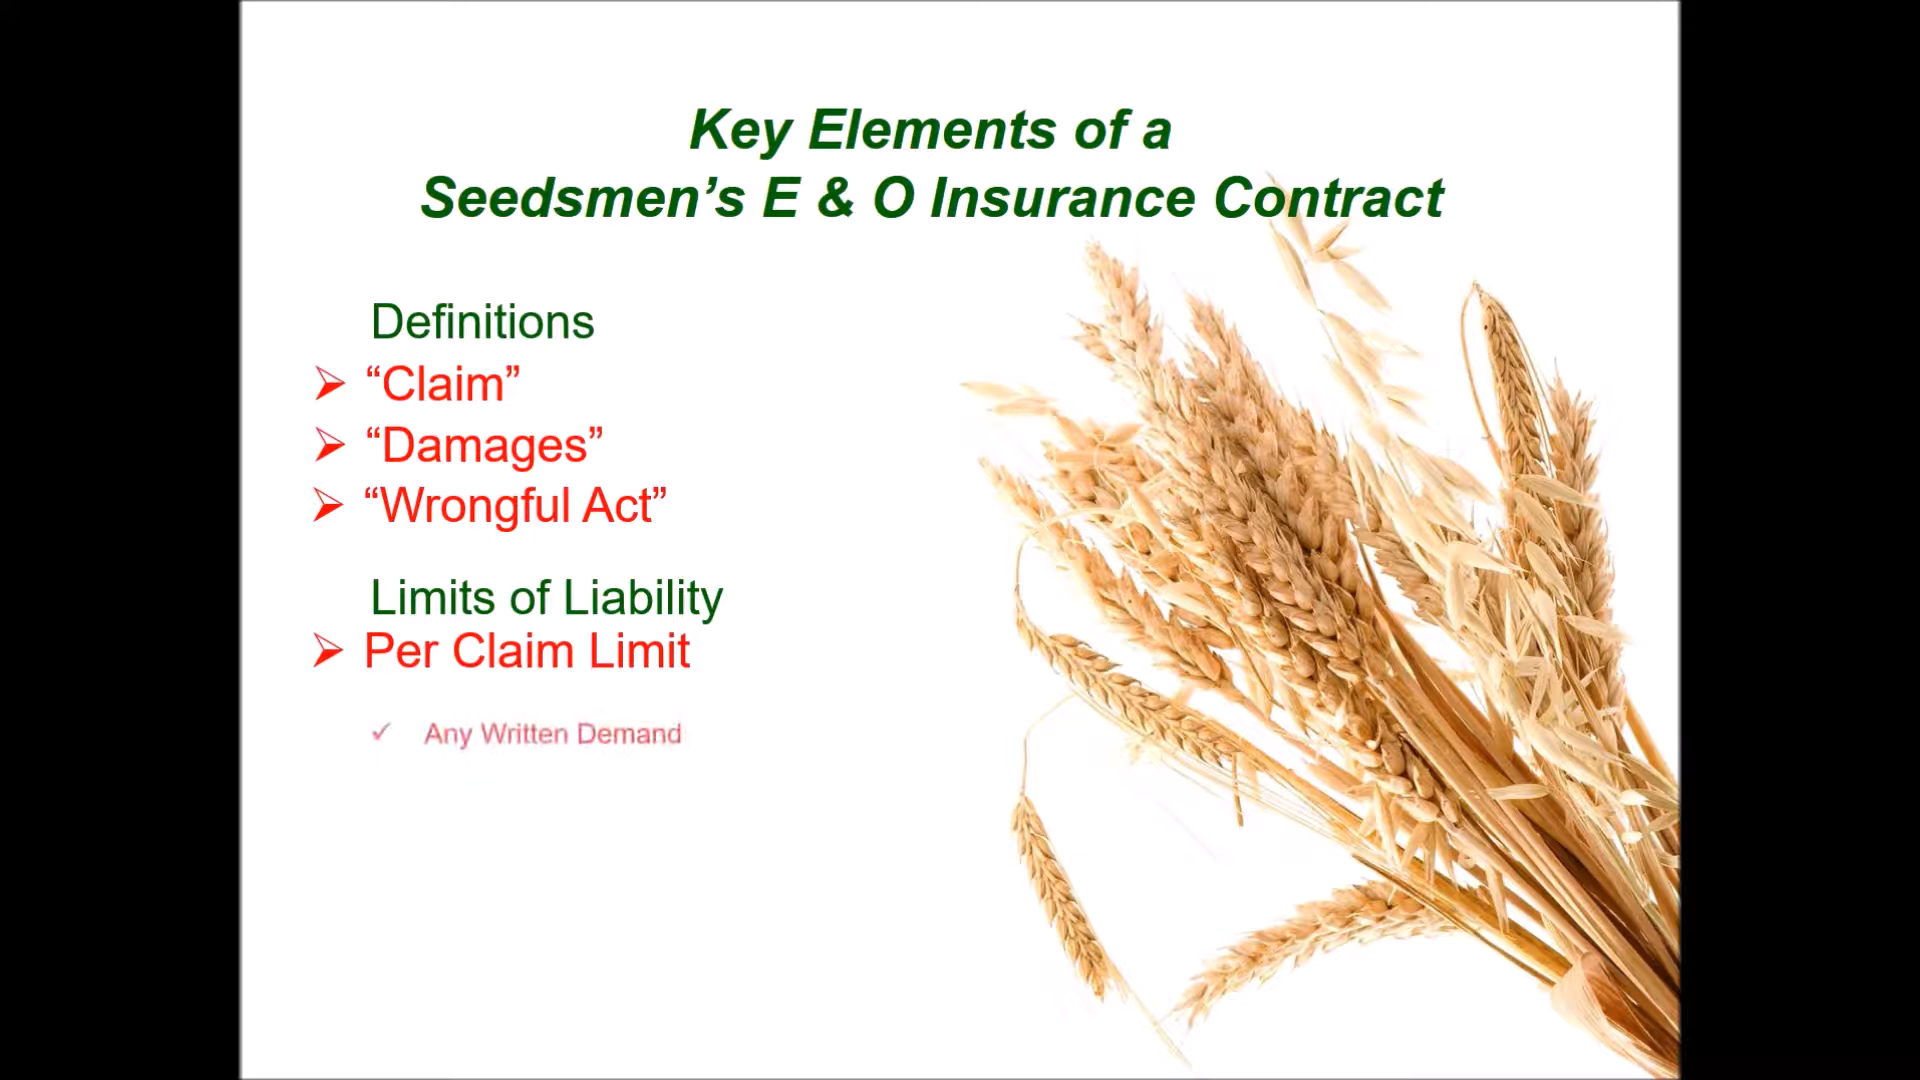 Key Elements of a
Seedsmen’s E & O Insurance Contract
Definitions
“Claim”
“Damages”
“Wrongful Act”
Limits of Liability
Per Claim Limit
Any Written Demand